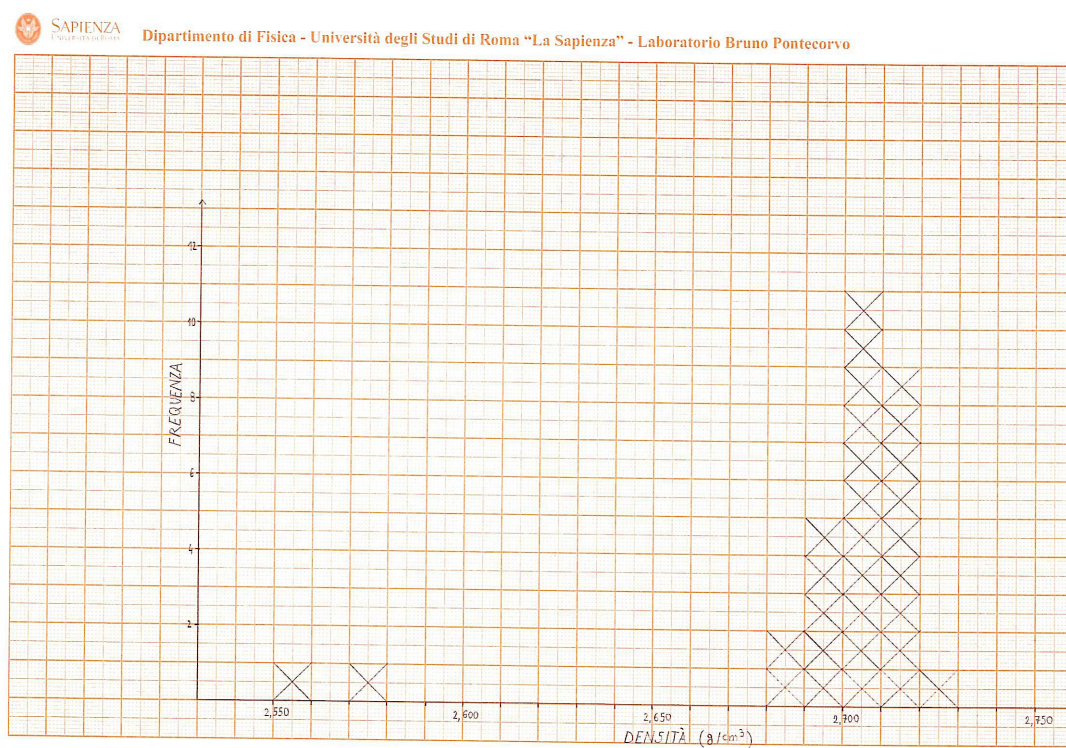 SAPIENZA
UNIVERSITÀ DI ROMA
Dipartimento di Fisica - Università degli Studi di Roma “La Sapienza” - Laboratorio Bruno Pontecorvo
12
10
8
6
4
2
FREQUENZA
2,550
2,600
2,650
2,700
2,750
DENSITÀ (g/cm³)